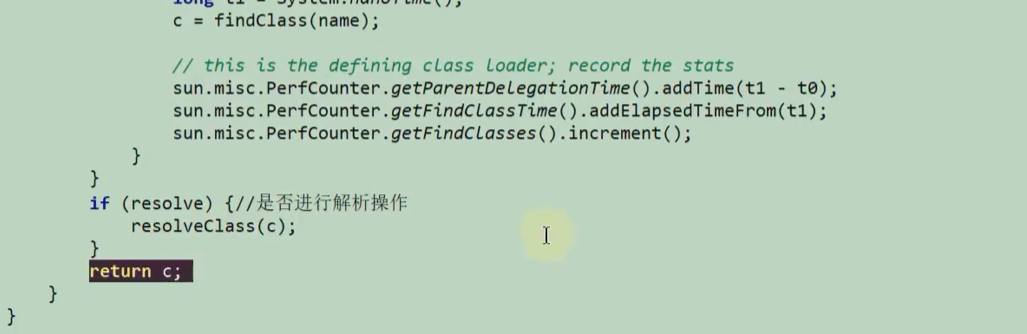 long t1 = System.nanoTime();
c = findClass(name);
// this is the defining class loader; record the stats
sun.misc.PerfCounter.getParentDelegationTime().addTime(t1 - t0);
sun.misc.PerfCounter.getFindClassTime().addElapsedTimeFrom(t1);
sun.misc.PerfCounter.getFindClasses().increment();
}
}
if (resolve) {//是否进行解析操作
resolveClass(c);
}
return c;
}
}